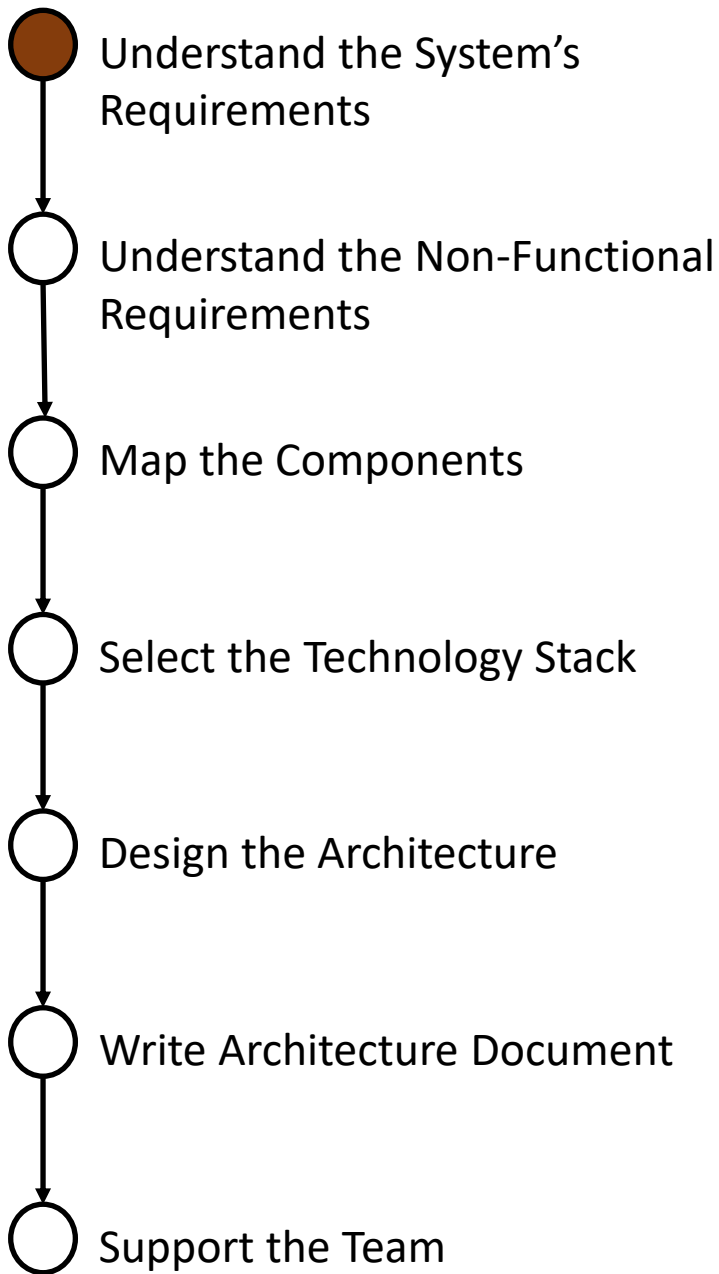 Understand the System’s
Requirements
Understand the Non-Functional
Requirements
Map the Components
Select the Technology Stack
Design the Architecture
Write Architecture Document
Support the Team